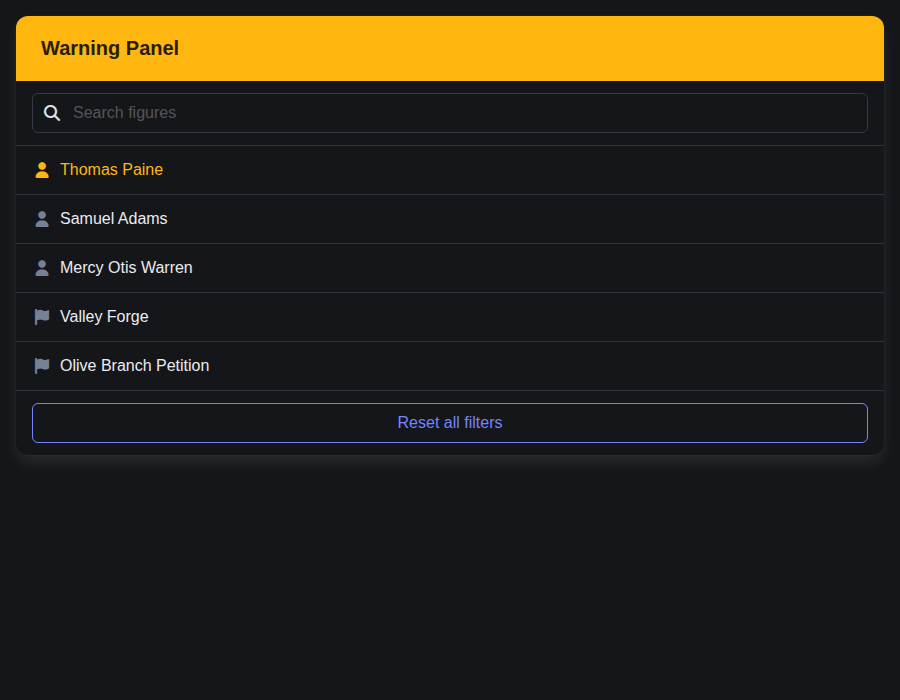 Warning Panel
Search figures
Thomas Paine
Samuel Adams
Mercy Otis Warren
Valley Forge
Olive Branch Petition
Reset all filters